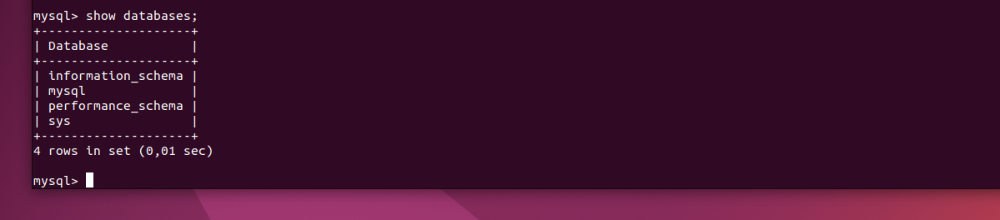 mysql> show databases;
+--------------------+
| Database           |
+--------------------+
| information_schema |
| mysql              |
| performance_schema |
| sys                |
+--------------------+
4 rows in set (0,01 sec)
mysql>